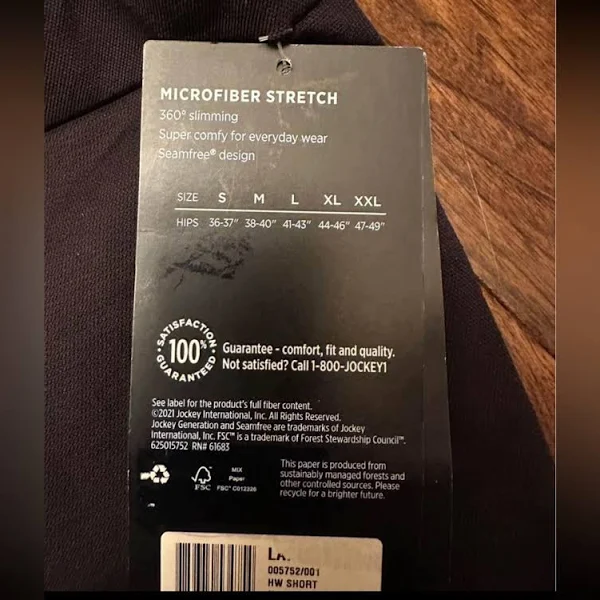 MICROFIBER STRETCH
360° slimming
Super comfy for everyday wear
Seamfree® design
SIZE S M L XL XXL
HIPS 36-37" 38-40" 41-43" 44-46" 47-49"
SATISFACTION
100%
GUARANTEED
Guarantee - comfort, fit and quality.
Not satisfied? Call 1-800-JOCKEY1
See label for the product's full fiber content.
©2021 Jockey International, Inc. All Rights Reserved.
Jockey Generation and Seamfree are trademarks of Jockey
International, Inc. FSC™ is a trademark of Forest Stewardship Council™.
625015752 RN# 61683
FSC
MIX
Paper
FSC® C012326
This paper is produced from
sustainably managed forests and
other controlled sources. Please
recycle for a brighter future.
005752/001
HW SHORT